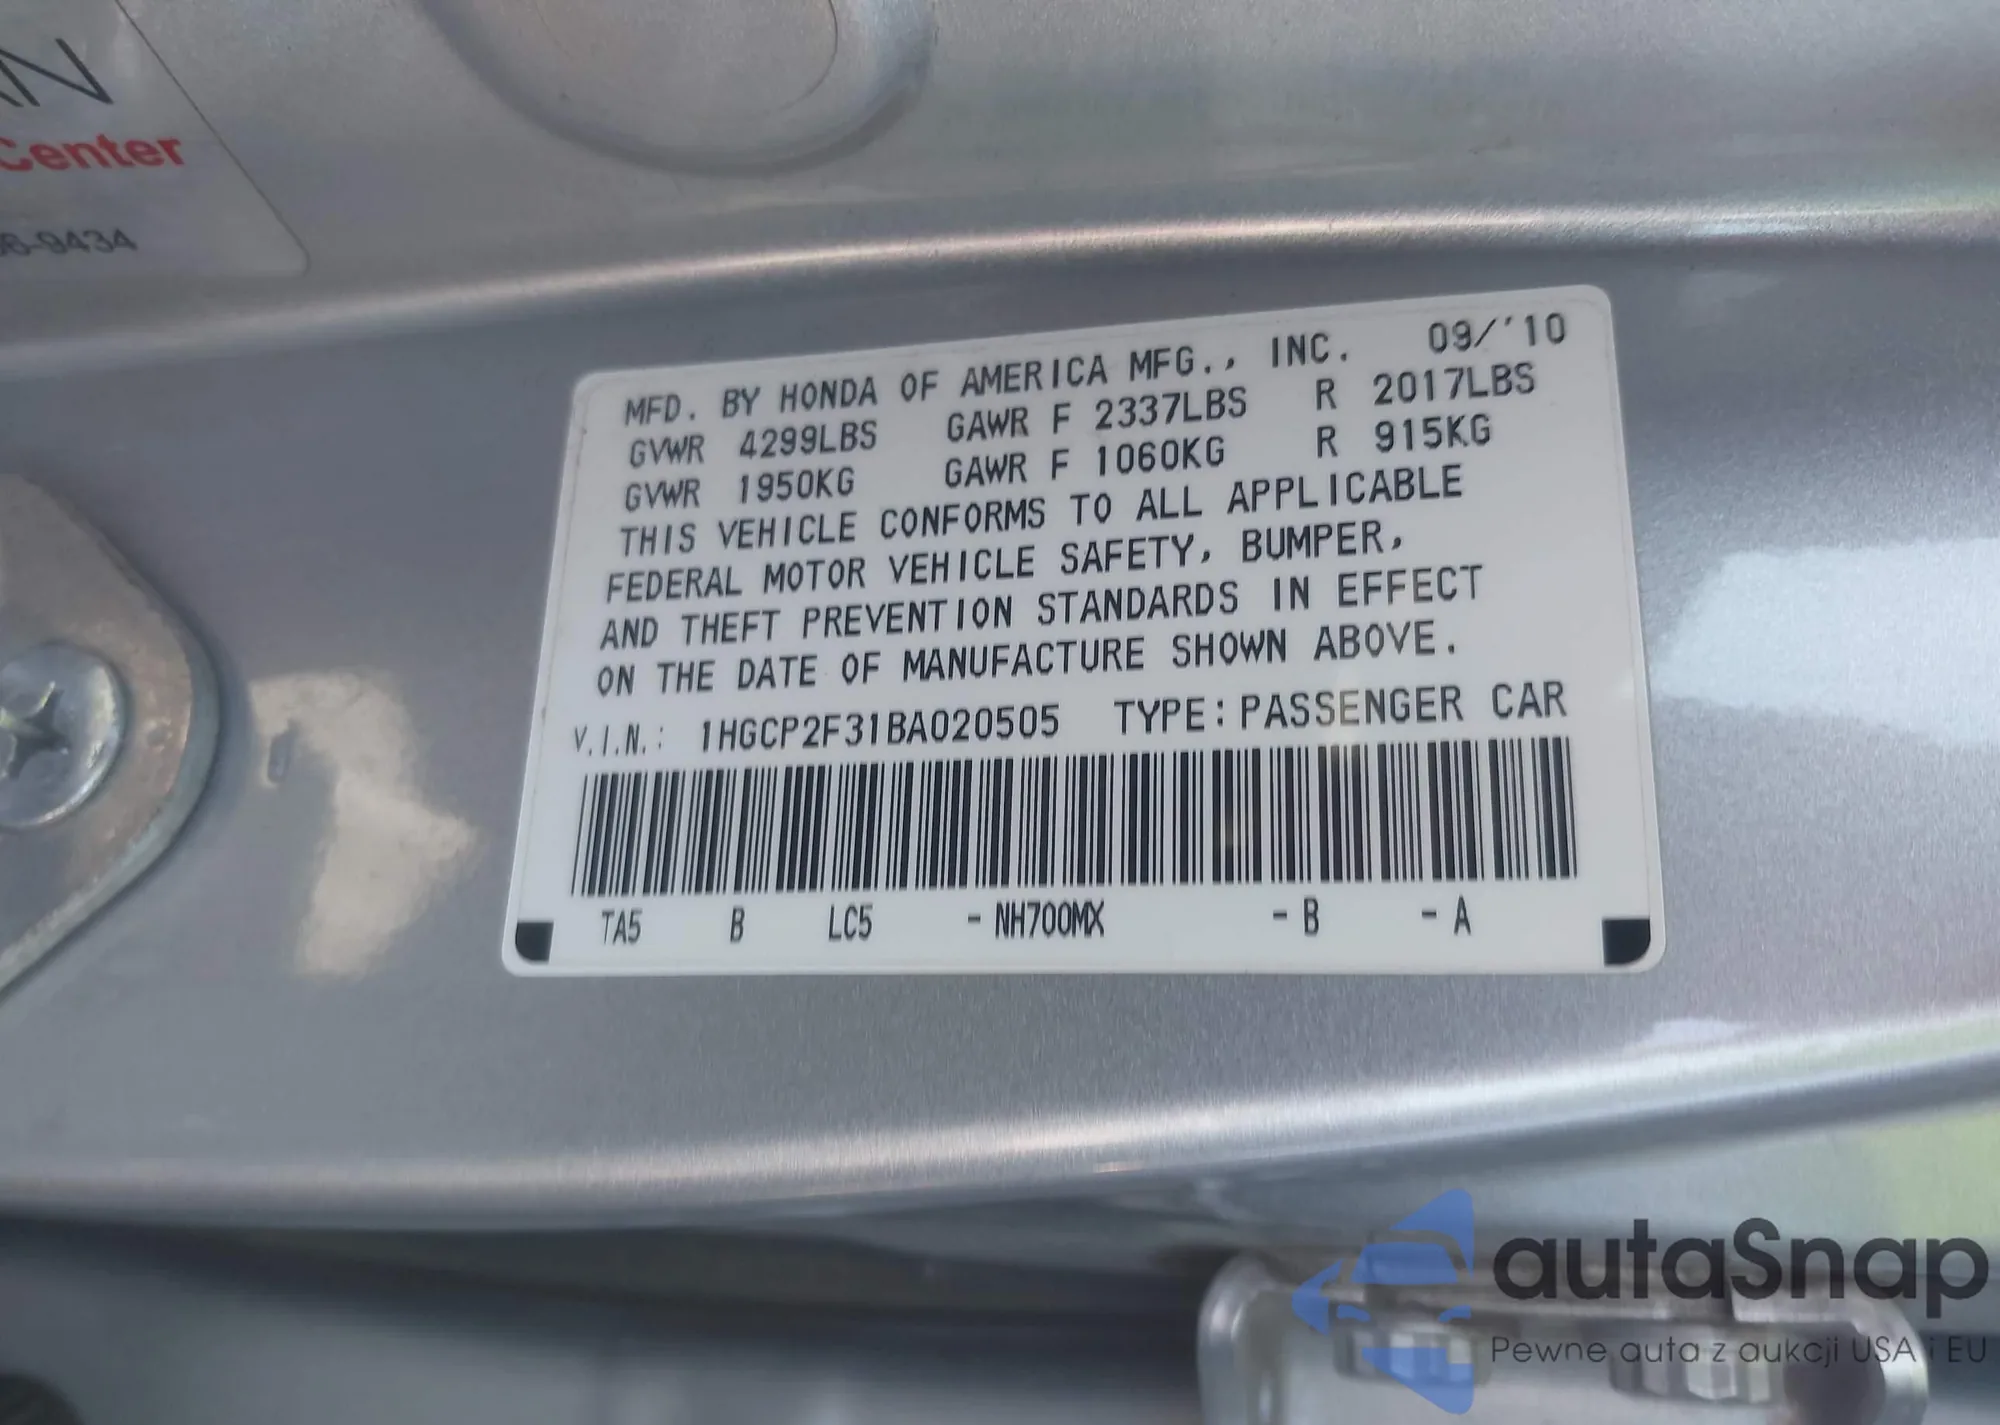 Center
-9434
MFD. BY HONDA OF AMERICA MFG., INC. 09/'10
GVWR 4299LBS GAWR F 2337LBS R 2017LBS
GVWR 1950KG GAWR F 1060KG R 915KG
THIS VEHICLE CONFORMS TO ALL APPLICABLE
FEDERAL MOTOR VEHICLE SAFETY, BUMPER,
AND THEFT PREVENTION STANDARDS IN EFFECT
ON THE DATE OF MANUFACTURE SHOWN ABOVE.
V.I.N.: 1HGCP2F31BA020505 TYPE: PASSENGER CAR
TA5 B LC5 - NH700MX - B - A
autaSnap
Pewne auta z aukcji USA i EU